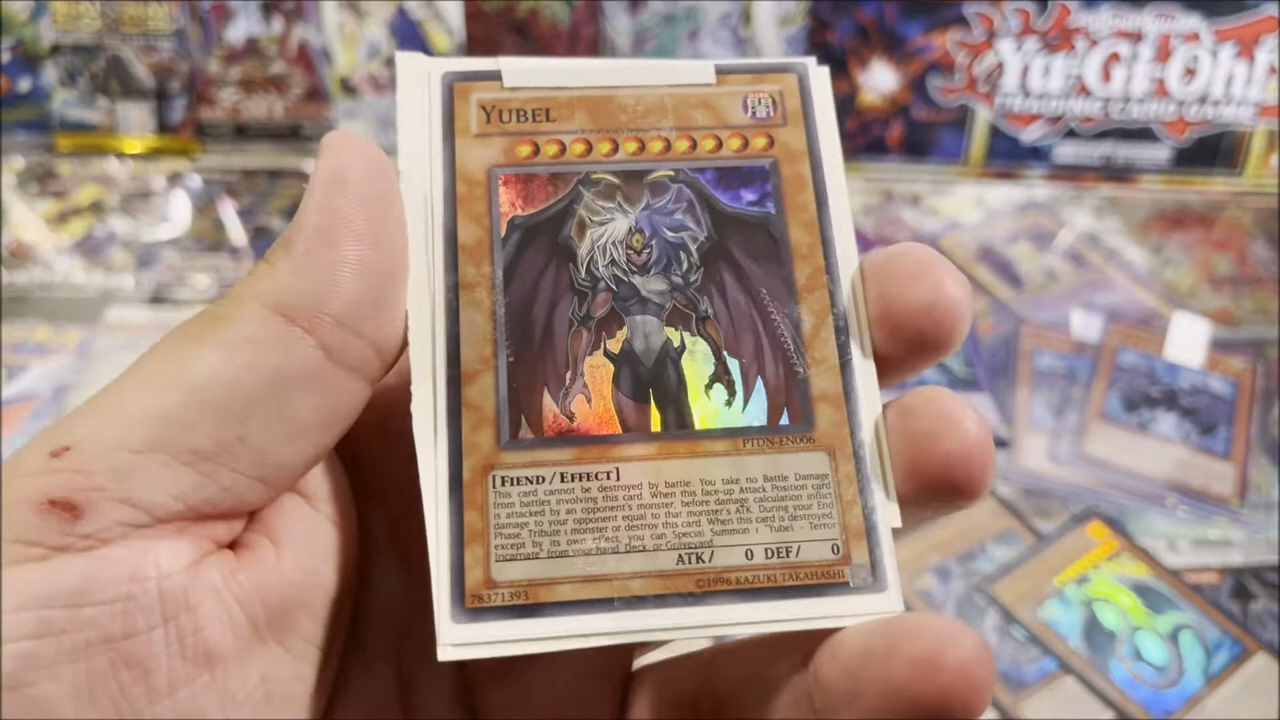 Yu-Gi-Oh!
TRADING CARD GAME
YUBEL
闇
PTDN-EN006
[FIEND/EFFECT]
This card cannot be destroyed by battle. You take no Battle Damage
from battles involving this card. When this face-up Attack Position card
is attacked by an opponent's monster, before damage calculation inflict
damage to your opponent equal to that monster's ATK. During your End
Phase, Tribute 1 monster or destroy this card. When this card is destroyed,
except by its own effect, you can Special Summon 1 "Yubel - Terror
Incarnate" from your hand, Deck or Graveyard.
ATK/ 0 DEF/ 0
78371393
©1996 KAZUKI TAKAHASHI